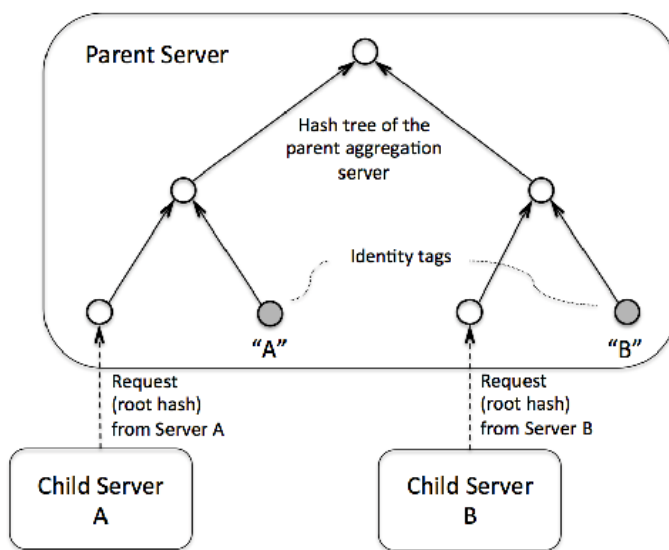 Parent Server
Hash tree of the
parent aggregation
server
Identity tags
“A”
“B”
Request
(root hash)
from Server A
Request
(root hash)
from Server B
Child Server
A
Child Server
B